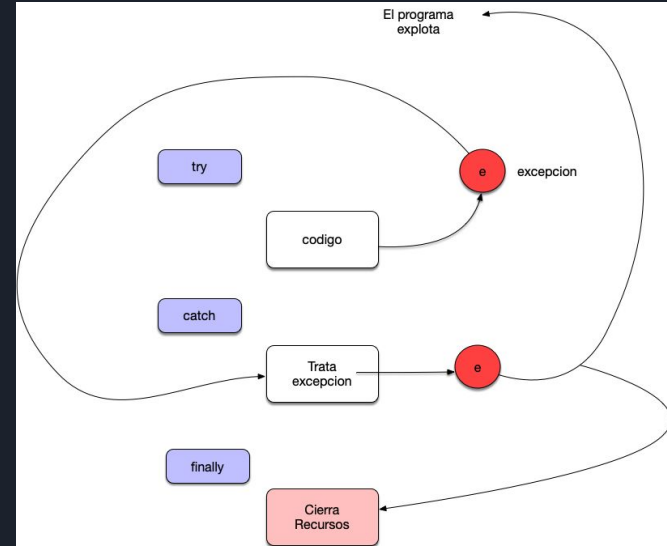 El programa
explota
try
e
excepcion
codigo
catch
Trata
excepcion
e
finally
Cierra
Recursos